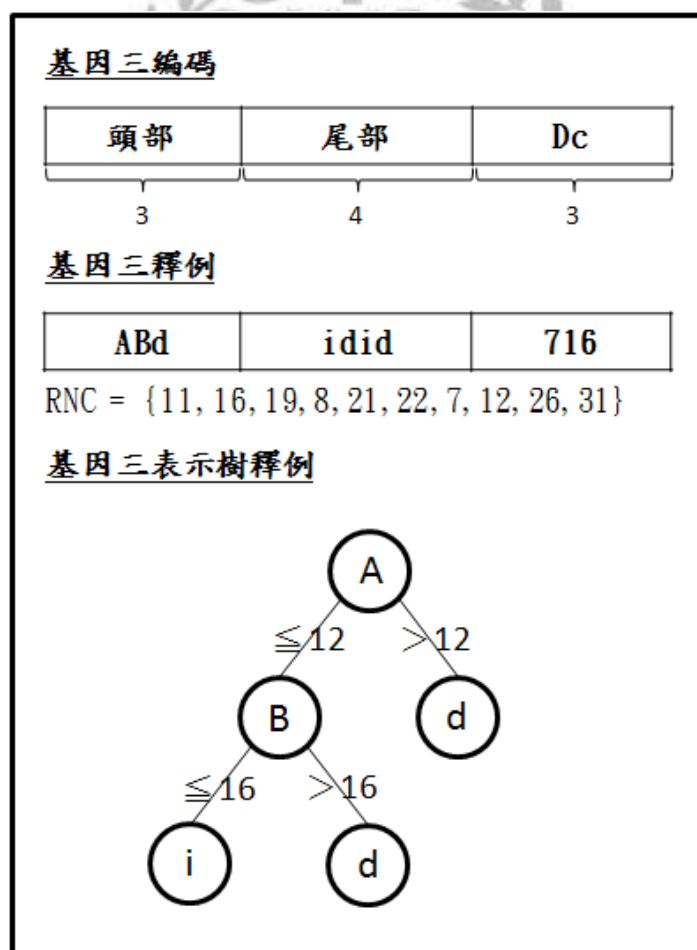 基因三編碼
頭部 尾部 Dc
3 4 3
基因三釋例
ABd idid 716
RNC = {11, 16, 19, 8, 21, 22, 7, 12, 26, 31}
基因三表示樹釋例
A
≦12 >12
B d
≦16 >16
i d